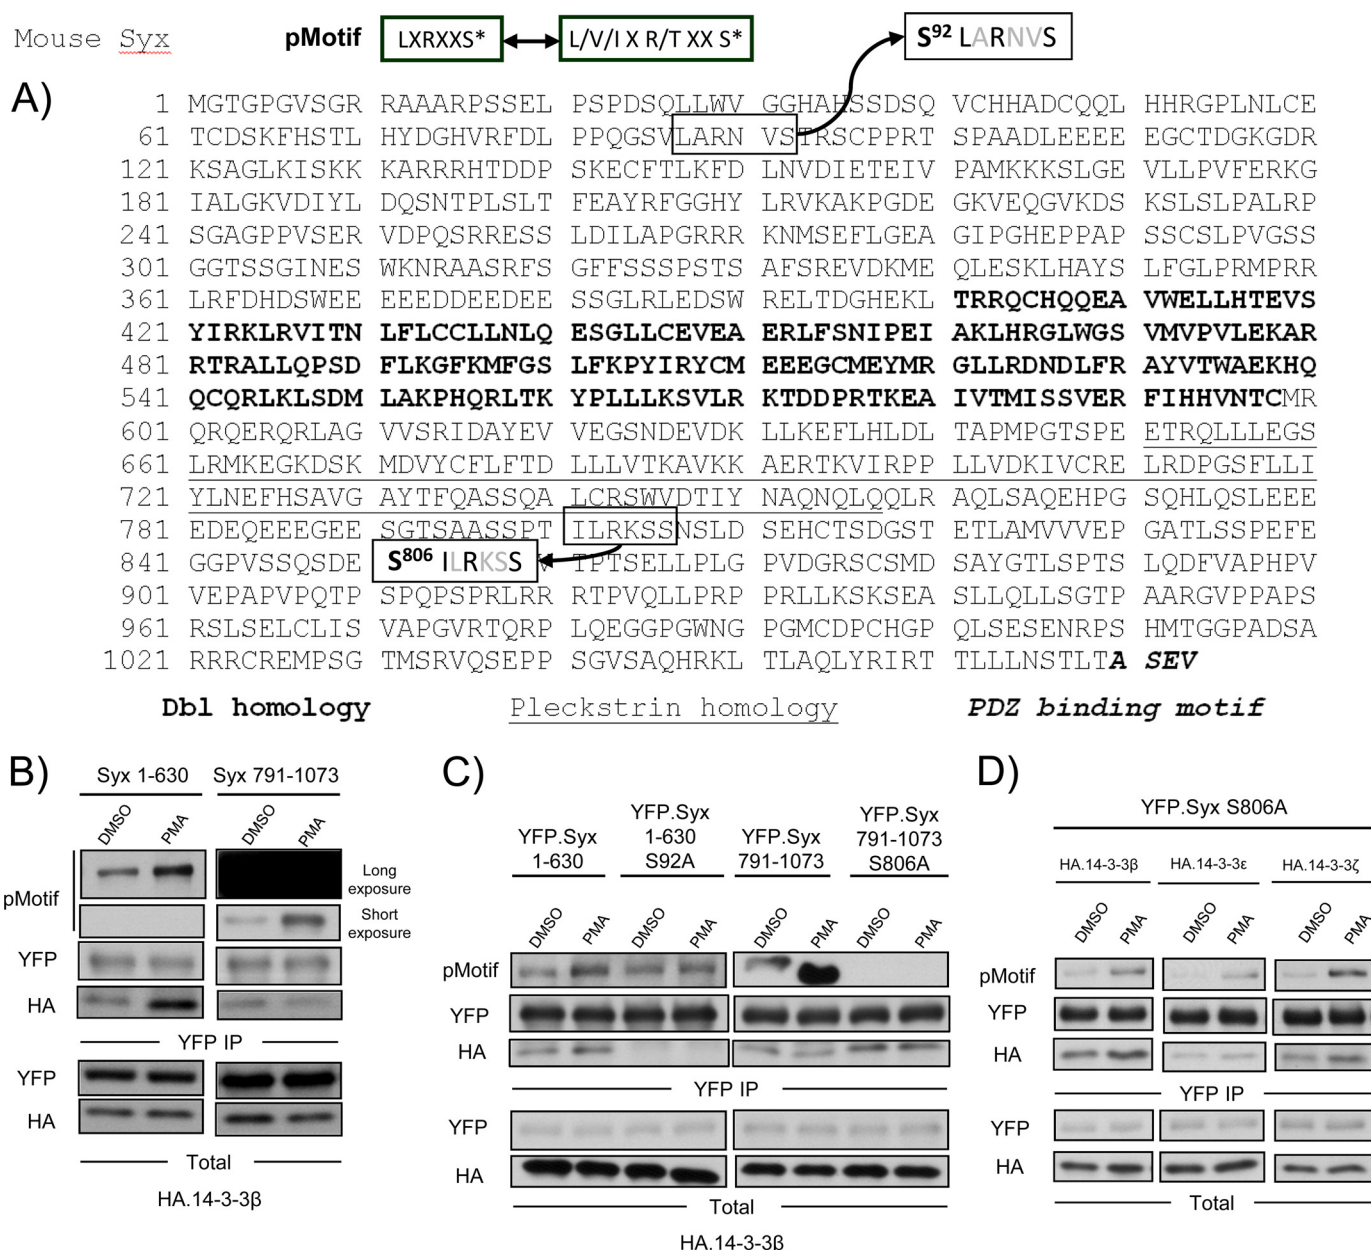 Mouse Syx pMotif LXRXXS* L/V/I X R/T XX S* S92 LARNVS
A)
1 MGTGPGVSGR RAAARPSSEL PSPDSQLLWV GGHAHSSDSQ VCHHADCQQL HHRGPLNLCE
61 TCDSKFHSTL HYDGHVRFDL PPQGSVLARN VSTRSCPPRT SPAADLEEEE EGCTDGKGDR
121 KSAGLKISKK KARRRHTDDP SKECFTLKFD LNVDIETEIV PAMKKKSLGE VLLPVFERKG
181 IALGKVDIYL DQSNTPLSLT FEAYRFGGHY LRVKAKPGDE GKVEQGVKDS KSLSLPALRP
241 SGAGPPVSER VDPQSRRESS LDILAPGRRR KNMSEFLGEA GIPGHEPPAP SSCSLPVGSS
301 GGTSSGINES WKNRAASRFS GFFSSSPSTS AFSREVDKME QLESKLHAYS LFGLPRMPRR
361 LRFDHDSWEE EEEDDEEDEE SSGLRLEDSW RELTDGHEKL TRRQCHQQEA VWELLHTEVS
421 YIRKLRVITN LFLCCLLNLQ ESGLLCEVEA ERLFSNIPEI AKLHRGLWGS VMVPVLEKAR
481 RTRALLQPSD FLKGFKMFGS LFKPYIRYCM EEEGCMEYMR GLLRDNDLFR AYVTWAEKHQ
541 QCQRLKLSDM LAKPHQRLTK YPLLLKSVLR KTDDPRTKEA IVTMISSVER FIHHVNTCMR
601 QRQERQRLAG VVSRIDAYEV VEGSNDEVDK LLKEFLHLDL TAPMPGTSPE ETRQLLLEGS
661 LRMKEGKDSK MDVYCFLFTD LLLVTKAVKK AERTKVIRPP LLVDKIVCRE LRDPGSFLLI
721 YLNEFHSAVG AYTFQASSQA LCRSWVDTIY NAQNQLQQLR AQLSAQEHPG SQHLQSLEEE
781 EDEQEEEGEE SGTSAASSPT ILRKSSNSLD SEHCTSDGST ETLAMVVVEP GATLSSPEFE
841 GGPVSSQSDE S806 ILRKSS TPTSELLPLG PVDGRSCSMD SAYGTLSPTS LQDFVAPHPV
901 VEPAPVPQTP SPQPSPRLRR RTPVQLLPRP PRLLKSKSEA SLLQLLSGTP AARGVPPAPS
961 RSLSELCLIS VAPGVRTQRP LQEGGPGWNG PGMCDPCHGP QLSESENRPS HMTGGPADSA
1021 RRRCREMPSG TMSRVQSEPP SGVSAQHRKL TLAQLYRIRT TLLLNSTLTA SEV
Dbl homology Pleckstrin homology PDZ binding motif
B)
Syx 1-630 Syx 791-1073
DMSO PMA DMSO PMA
pMotif
Long exposure
Short exposure
YFP
HA
YFP IP
YFP
HA
Total
HA.14-3-3β
C)
YFP.Syx 1-630
YFP.Syx 1-630 S92A
YFP.Syx 791-1073
YFP.Syx 791-1073 S806A
DMSO PMA DMSO PMA DMSO PMA DMSO PMA
pMotif
YFP
HA
YFP IP
YFP
HA
Total
HA.14-3-3β
D)
YFP.Syx S806A
HA.14-3-3β HA.14-3-3ε HA.14-3-3ζ
DMSO PMA DMSO PMA DMSO PMA
pMotif
YFP
HA
YFP IP
YFP
HA
Total